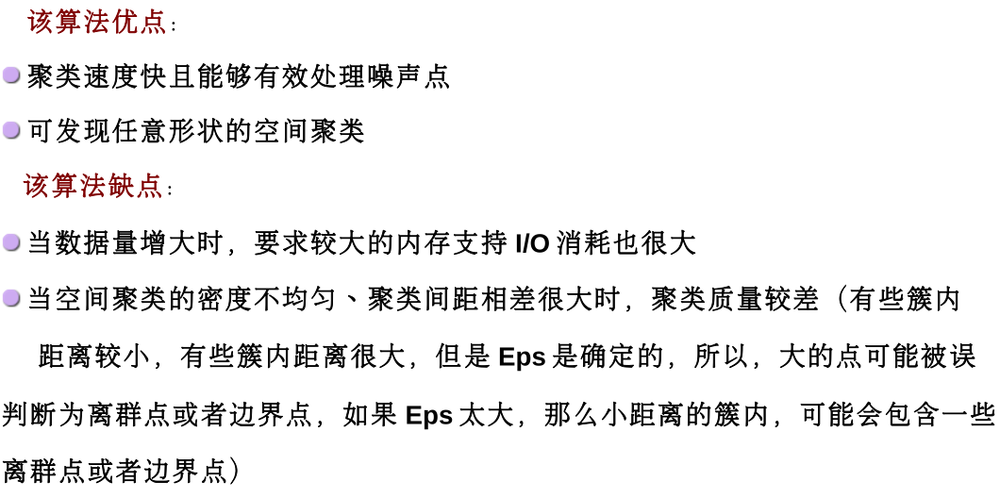 该算法优点：
聚类速度快且能够有效处理噪声点
可发现任意形状的空间聚类
该算法缺点：
当数据量增大时，要求较大的内存支持 I/O 消耗也很大
当空间聚类的密度不均匀、聚类间距相差很大时，聚类质量较差（有些簇内
距离较小，有些簇内距离很大，但是 Eps 是确定的，所以，大的点可能被误
判断为离群点或者边界点，如果 Eps 太大，那么小距离的簇内，可能会包含一些
离群点或者边界点）